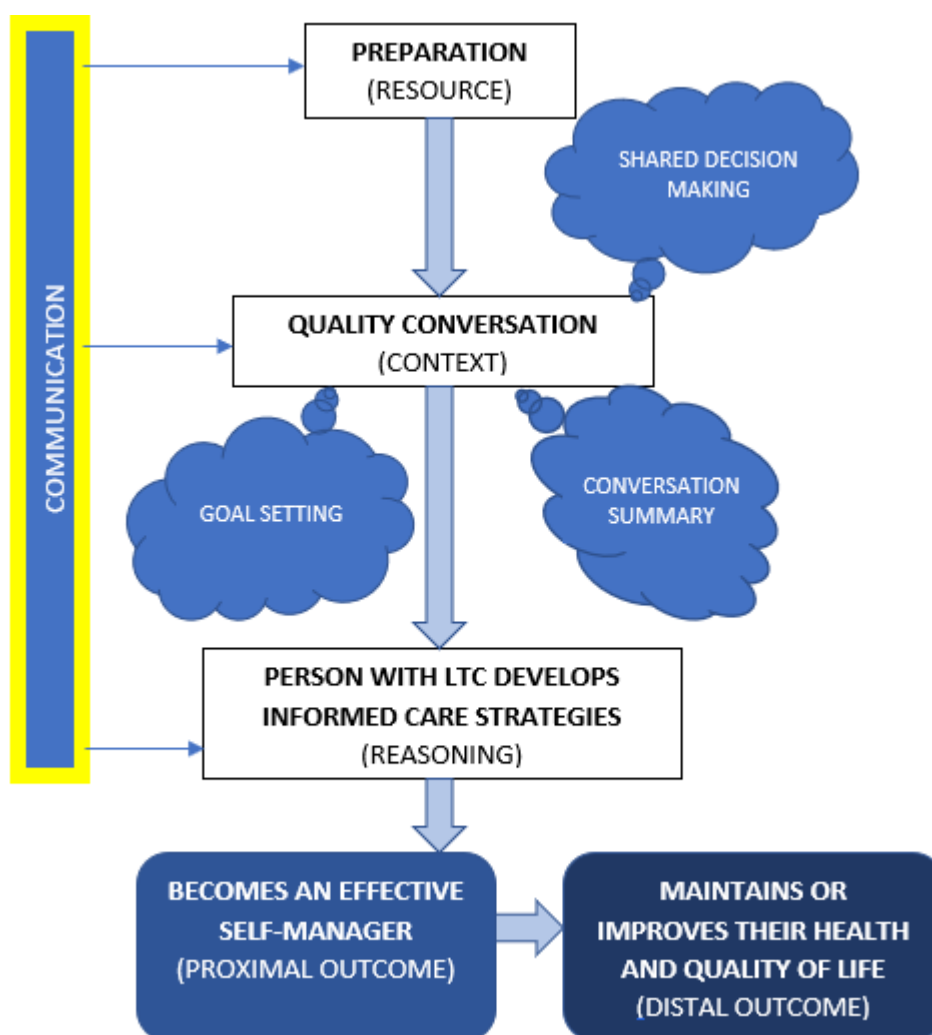 COMMUNICATION
PREPARATION
(RESOURCE)
SHARED DECISION
MAKING
QUALITY CONVERSATION
(CONTEXT)
GOAL SETTING
CONVERSATION
SUMMARY
PERSON WITH LTC DEVELOPS
INFORMED CARE STRATEGIES
(REASONING)
BECOMES AN EFFECTIVE
SELF-MANAGER
(PROXIMAL OUTCOME)
MAINTAINS OR
IMPROVES THEIR HEALTH
AND QUALITY OF LIFE
(DISTAL OUTCOME)